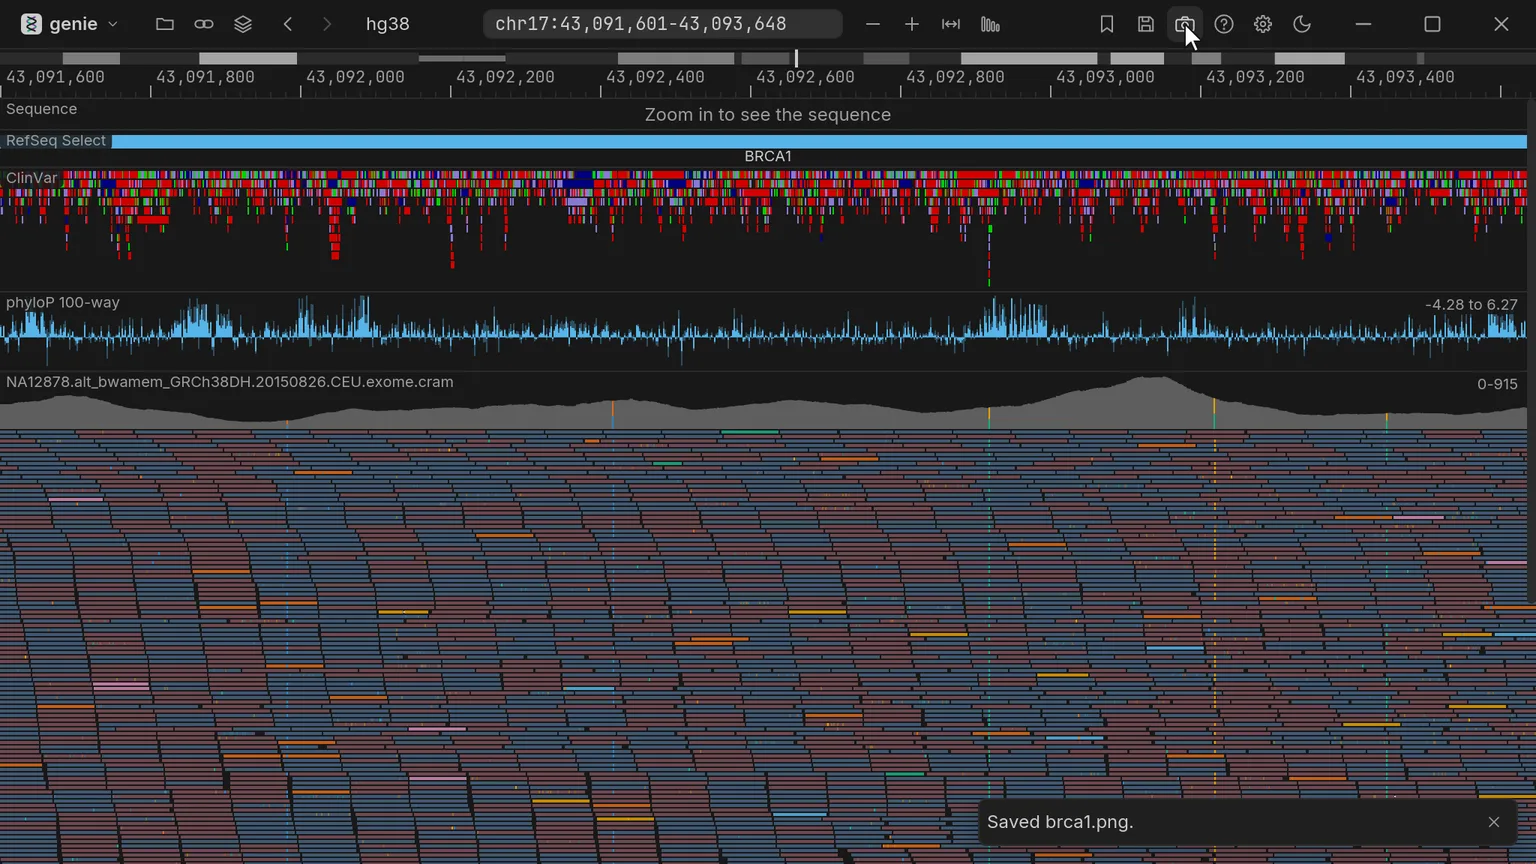 genie
hg38
chr17:43,091,601-43,093,648
43,091,600 43,091,800 43,092,000 43,092,200 43,092,400 43,092,600 43,092,800 43,093,000 43,093,200 43,093,400
Sequence
Zoom in to see the sequence
RefSeq Select
BRCA1
ClinVar
phyloP 100-way
-4.28 to 6.27
NA12878.alt_bwamem_GRCh38DH.20150826.CEU.exome.cram
0-915
Saved brca1.png.